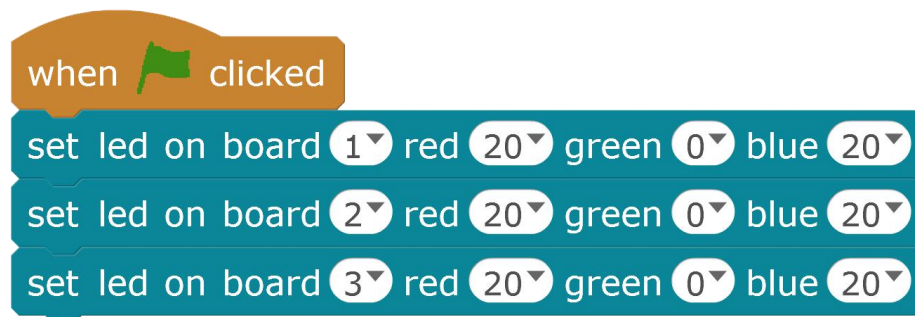 when clicked
set led on board 1 red 20 green 0 blue 20
set led on board 2 red 20 green 0 blue 20
set led on board 3 red 20 green 0 blue 20